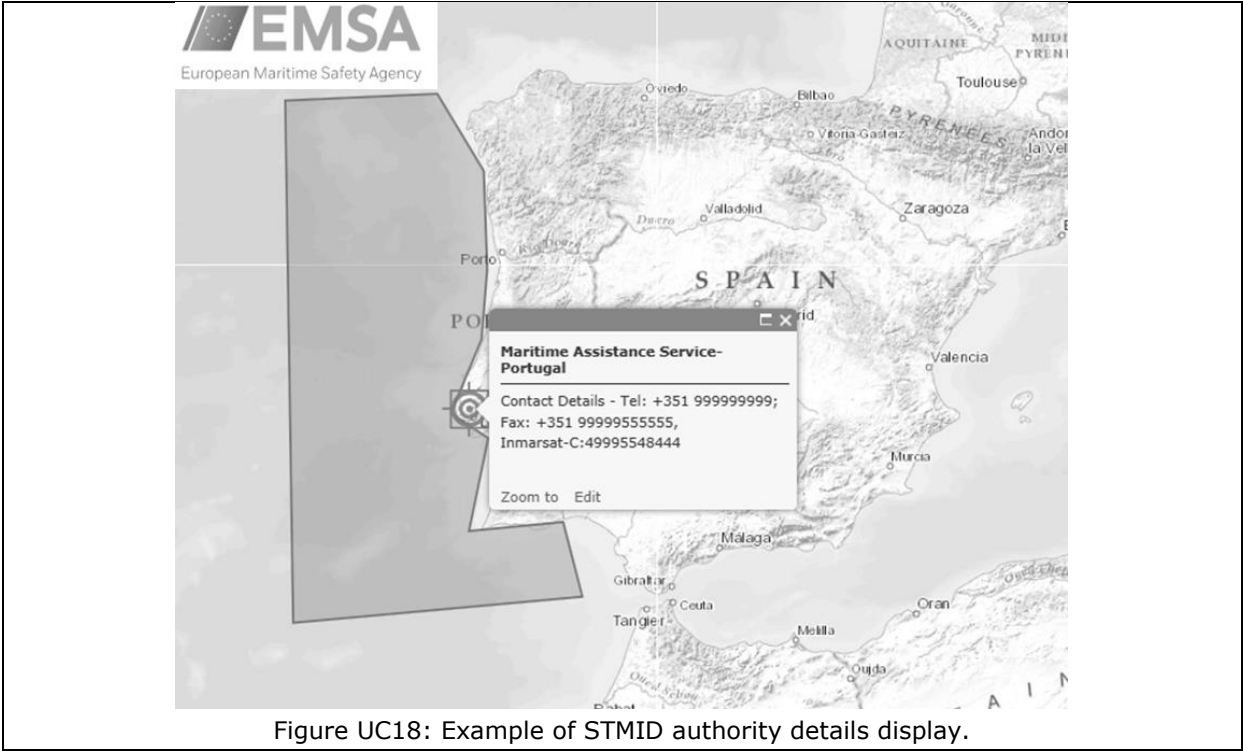 EMSA
European Maritime Safety Agency
AQUITAINE
PYREN
Toulouse
Oviedo
Bilbao
PYRENEES
Vitoria-Gasteiz
Valladolid
Zaragoza
Duero
Porto
SPAIN
Valencia
Maritime Assistance Service-
Portugal
Contact Details - Tel: +351 999999999;
Fax: +351 99999555555,
Inmarsat-C:49995548444
Zoom to Edit
Murcia
Málaga
Gibraltar
Ceuta
Tangier
Oran
Melilla
Oujda
Figure UC18: Example of STMID authority details display.